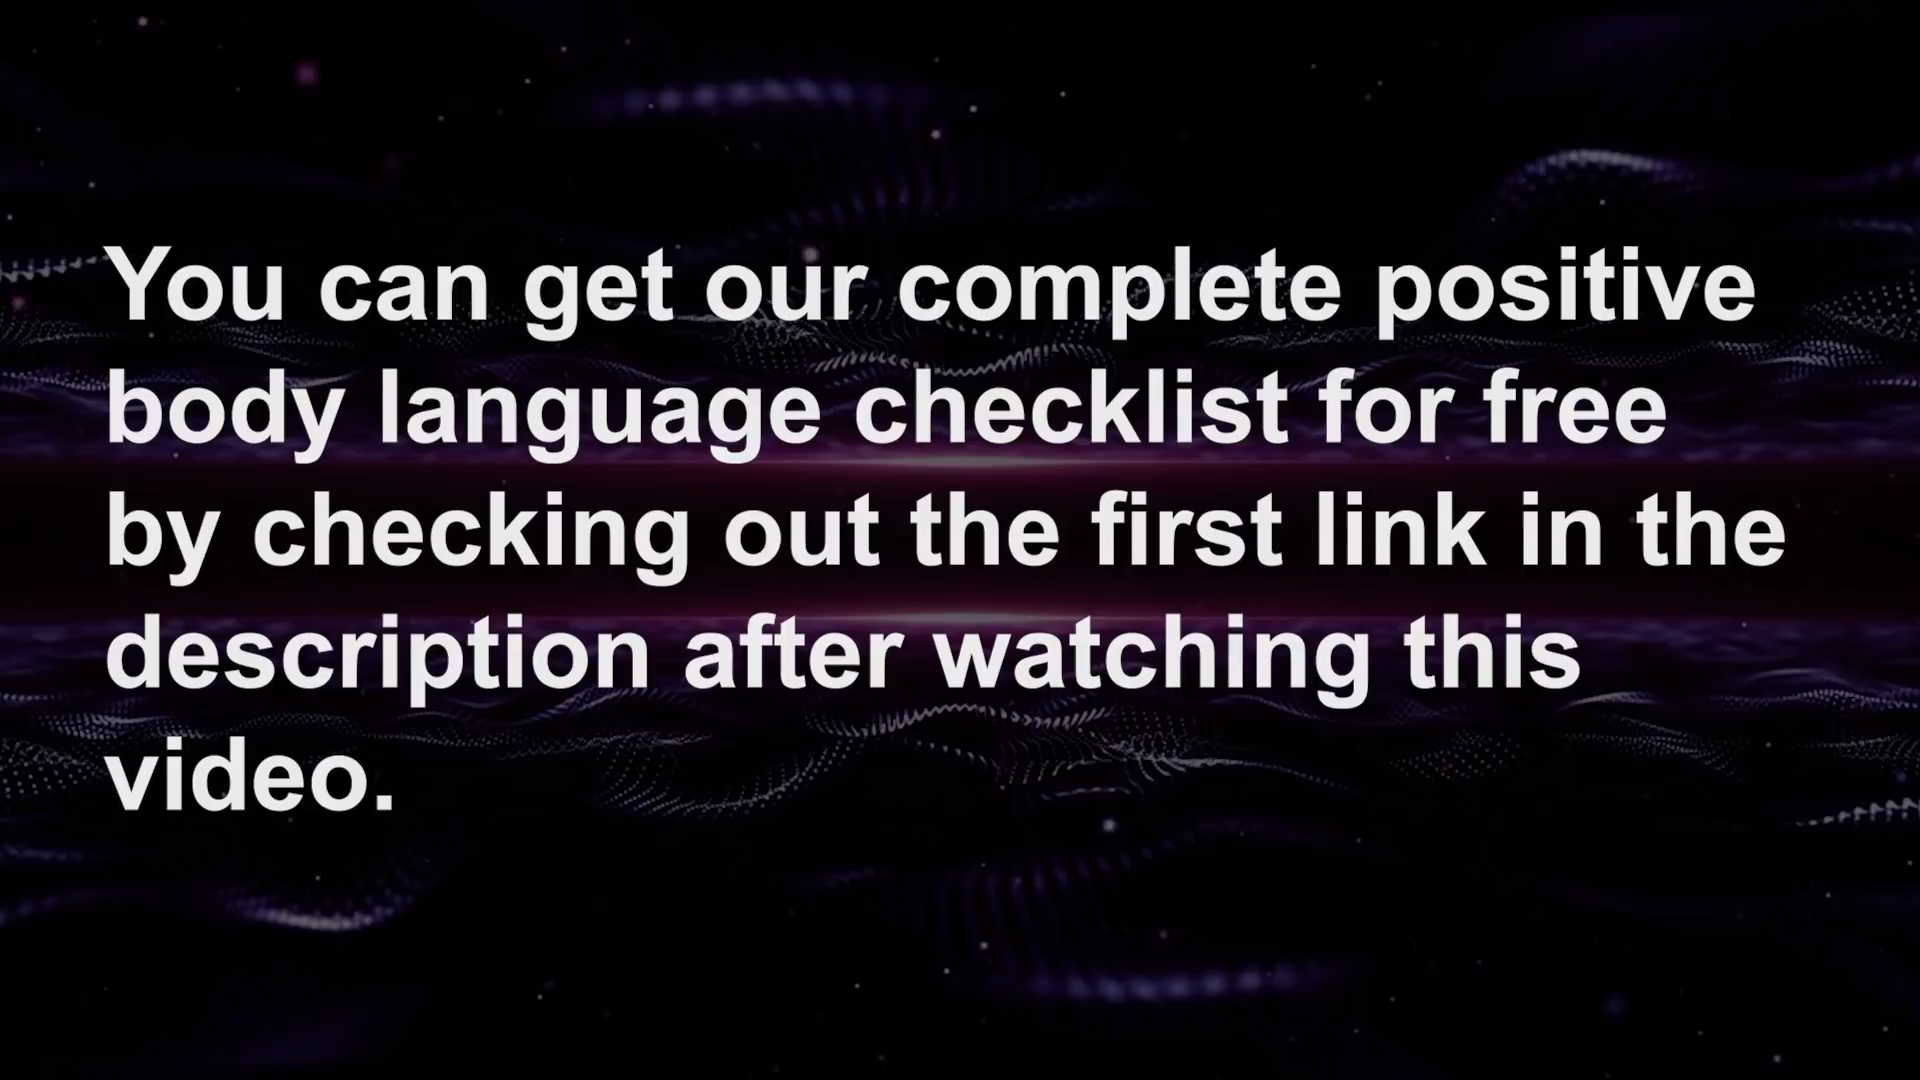 You can get our complete positive
body language checklist for free
by checking out the first link in the
description after watching this
video.